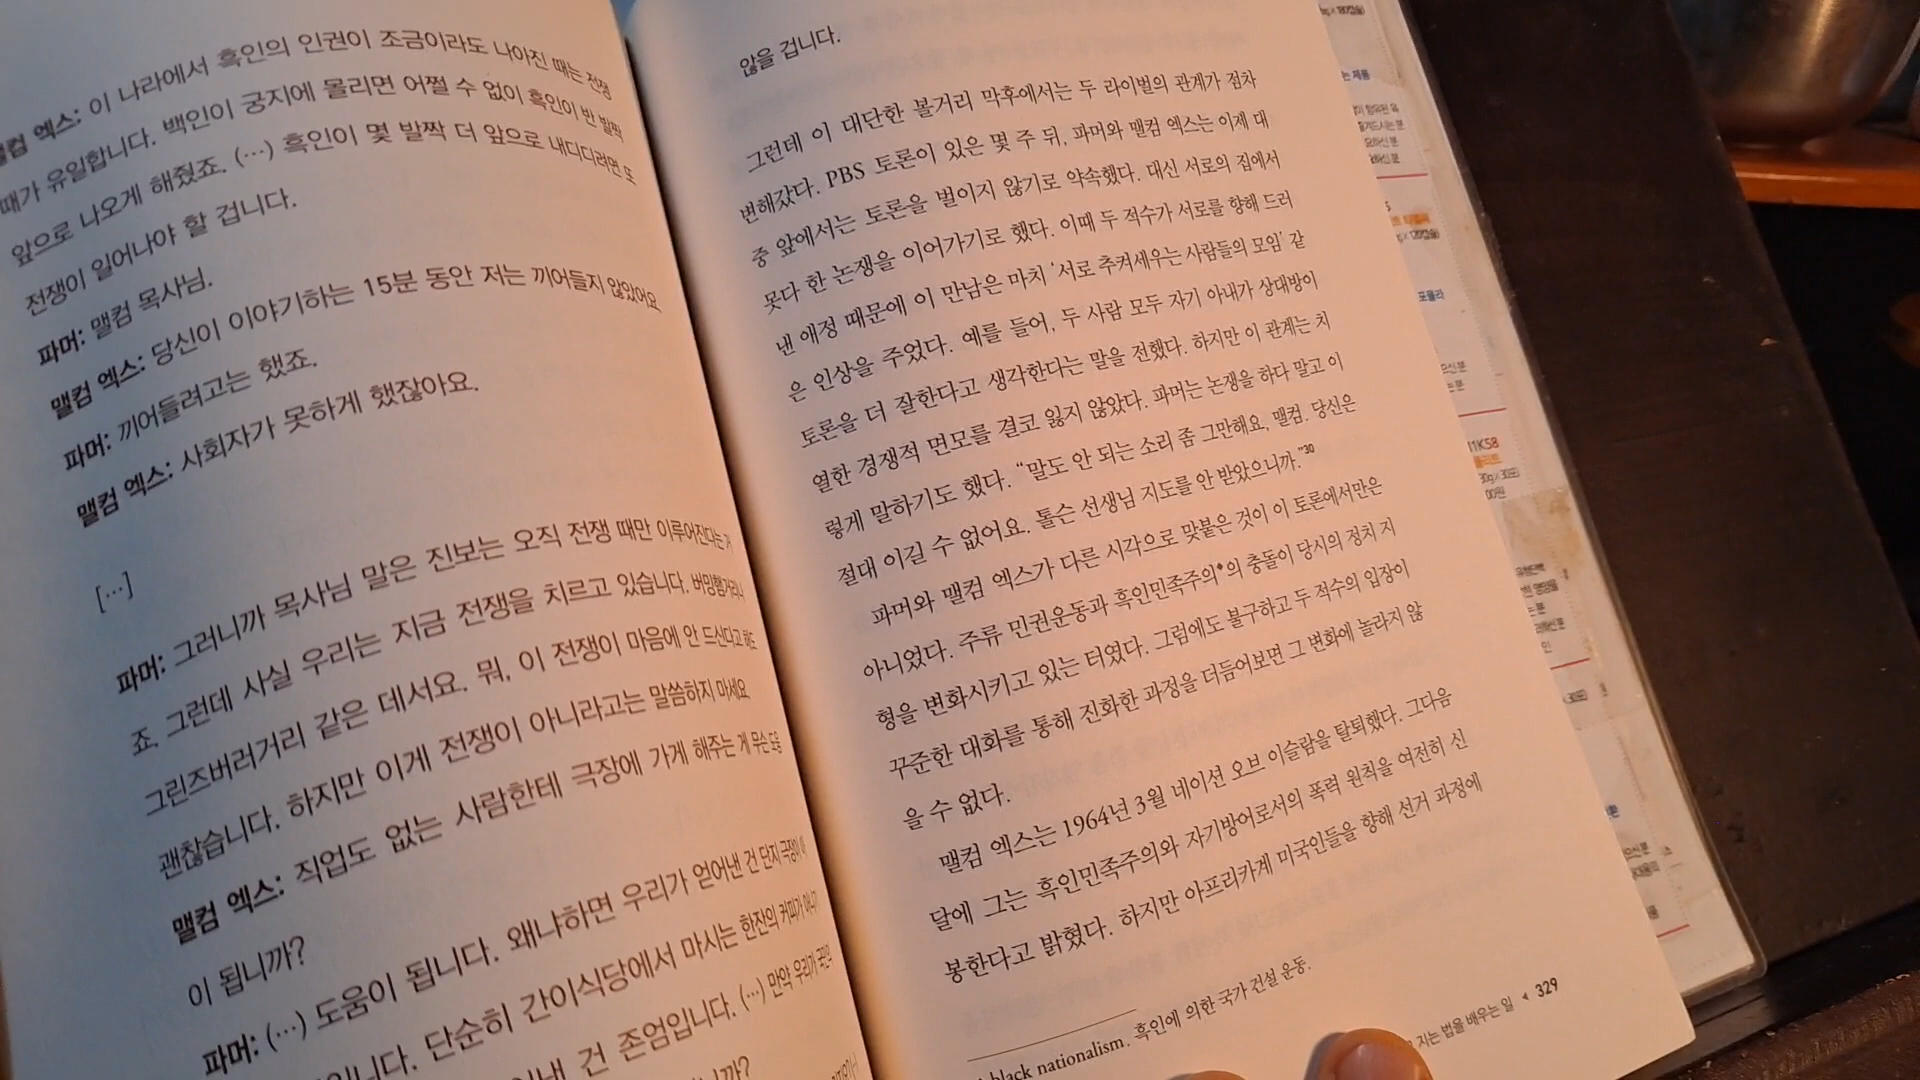 맬컴 엑스: 이 나라에서 흑인의 인권이 조금이라도 나아진 때는 전쟁
때가 유일합니다. 백인이 궁지에 몰리면 어쩔 수 없이 흑인이 반 발짝
앞으로 나오게 해줬죠. (…) 흑인이 몇 발짝 더 앞으로 내디디려면 또
전쟁이 일어나야 할 겁니다.
파머: 맬컴 목사님.
맬컴 엑스: 당신이 이야기하는 15분 동안 저는 끼어들지 않았어요.
파머: 끼어들려고는 했죠.
맬컴 엑스: 사회자가 못하게 했잖아요.
[…]
파머: 그러니까 목사님 말은 진보는 오직 전쟁 때만 이루어진다는 거
죠. 그런데 사실 우리는 지금 전쟁을 치르고 있습니다. 버밍햄거리나
그린즈버러거리 같은 데서요. 뭐, 이 전쟁이 마음에 안 드신다고 해도
괜찮습니다. 하지만 이게 전쟁이 아니라고는 말씀하지 마세요.
맬컴 엑스: 직업도 없는 사람한테 극장에 가게 해주는 게 무슨 도움
이 됩니까?
파머: (…) 도움이 됩니다. 왜냐하면 우리가 얻어낸 건 단지 극장이
단순히 간이식당에서 마시는 한잔의 커피가 아니
건 존엄입니다. (…) 만약 우리가
않을 겁니다.
그런데 이 대단한 볼거리 막후에서는 두 라이벌의 관계가 점차
변해갔다. PBS 토론이 있은 몇 주 뒤, 파머와 맬컴 엑스는 이제 대
중 앞에서는 토론을 벌이지 않기로 약속했다. 대신 서로의 집에서
못다 한 논쟁을 이어가기로 했다. 이때 두 적수가 서로를 향해 드러
낸 애정 때문에 이 만남은 마치 '서로 추켜세우는 사람들의 모임' 같
은 인상을 주었다. 예를 들어, 두 사람 모두 자기 아내가 상대방이
토론을 더 잘한다고 생각한다는 말을 전했다. 하지만 이 관계는 치
열한 경쟁적 면모를 결코 잃지 않았다. 파머는 논쟁을 하다 말고 이
렇게 말하기도 했다. "말도 안 되는 소리 좀 그만해요, 맬컴. 당신은
절대 이길 수 없어요. 톨슨 선생님 지도를 안 받았으니까."30
파머와 맬컴 엑스가 다른 시각으로 맞붙은 것이 이 토론에서만은
아니었다. 주류 민권운동과 흑인민족주의*의 충돌이 당시의 정치 지
형을 변화시키고 있는 터였다. 그럼에도 불구하고 두 적수의 입장이
꾸준한 대화를 통해 진화한 과정을 더듬어보면 그 변화에 놀라지 않
을 수 없다.
맬컴 엑스는 1964년 3월 네이션 오브 이슬람을 탈퇴했다. 그다음
달에 그는 흑인민족주의와 자기방어로서의 폭력 원칙을 여전히 신
봉한다고 밝혔다. 하지만 아프리카계 미국인들을 향해 선거 과정에
black nationalism. 흑인에 의한 국가 건설 운동.
지는 법을 배우는 일 ◂ 329